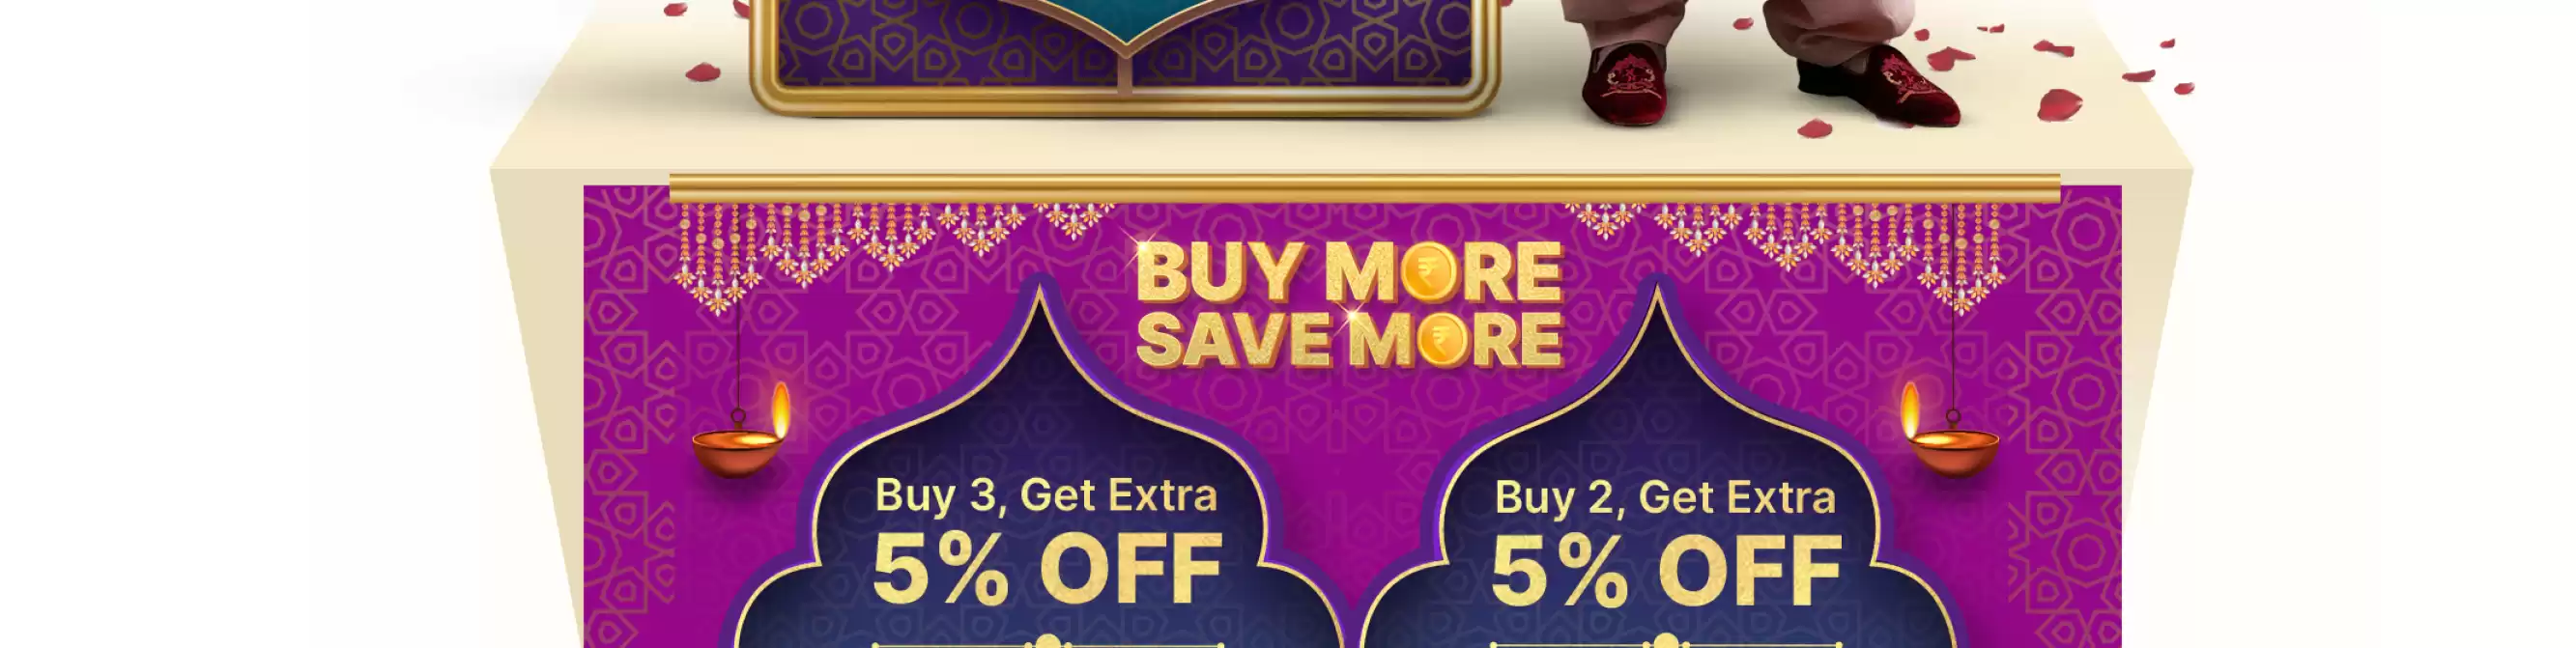 BUY MORE
SAVE MORE
Buy 3, Get Extra
5% OFF
Buy 2, Get Extra
5% OFF